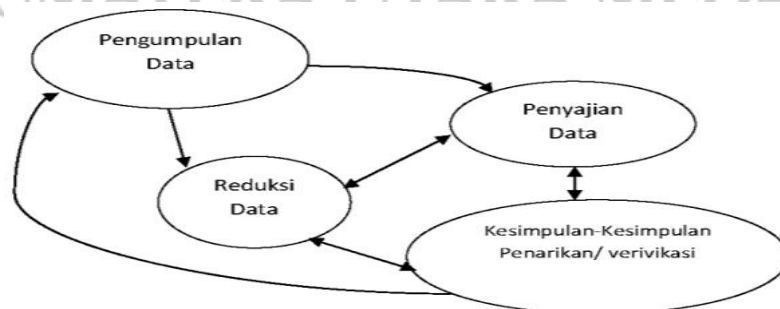 Pengumpulan
Data
Penyajian
Data
Reduksi
Data
Kesimpulan-Kesimpulan
Penarikan/ verivikasi